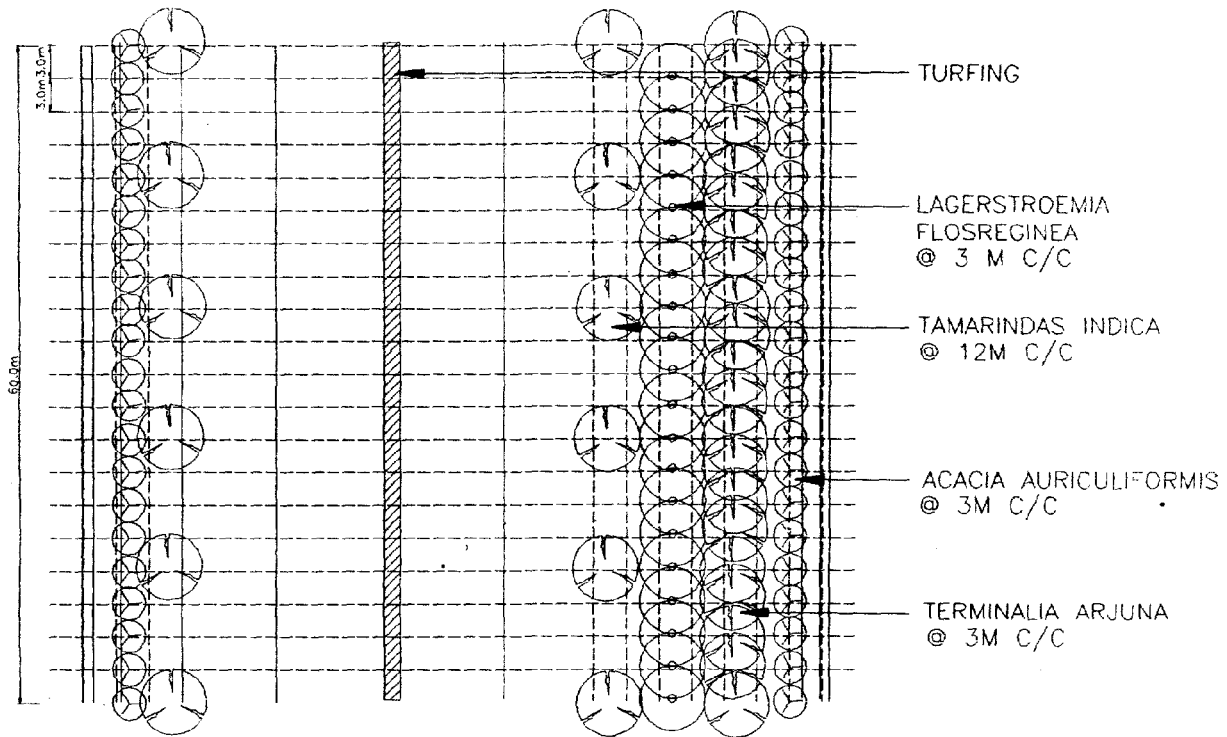 3.0m
3.0m
60.0m
TURFING
LAGERSTROEMIA
FLOSREGINEA
@ 3 M C/C
TAMARINDAS INDICA
@ 12M C/C
ACACIA AURICULIFORMIS
@ 3M C/C
TERMINALIA ARJUNA
@ 3M C/C